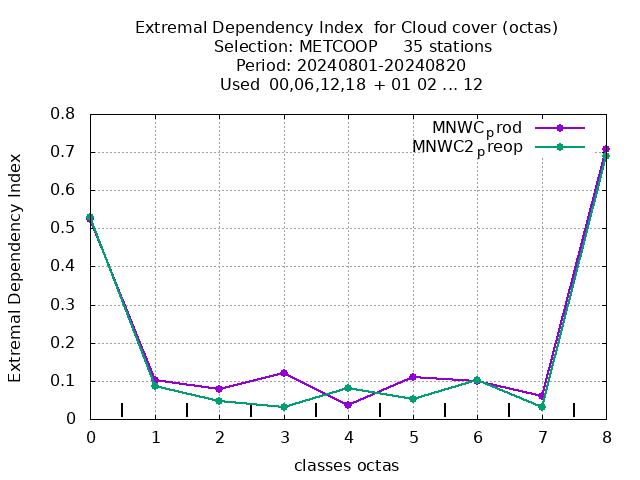 Extremal Dependency Index  for Cloud cover (octas)
Selection: METCOOP     35 stations
Period: 20240801-20240820
Used  00,06,12,18  + 01 02 ... 12
MNWCprod
MNWC2preop
Extremal Dependency Index
0.8
0.7
0.6
0.5
0.4
0.3
0.2
0.1
0
0 1 2 3 4 5 6 7 8
classes octas